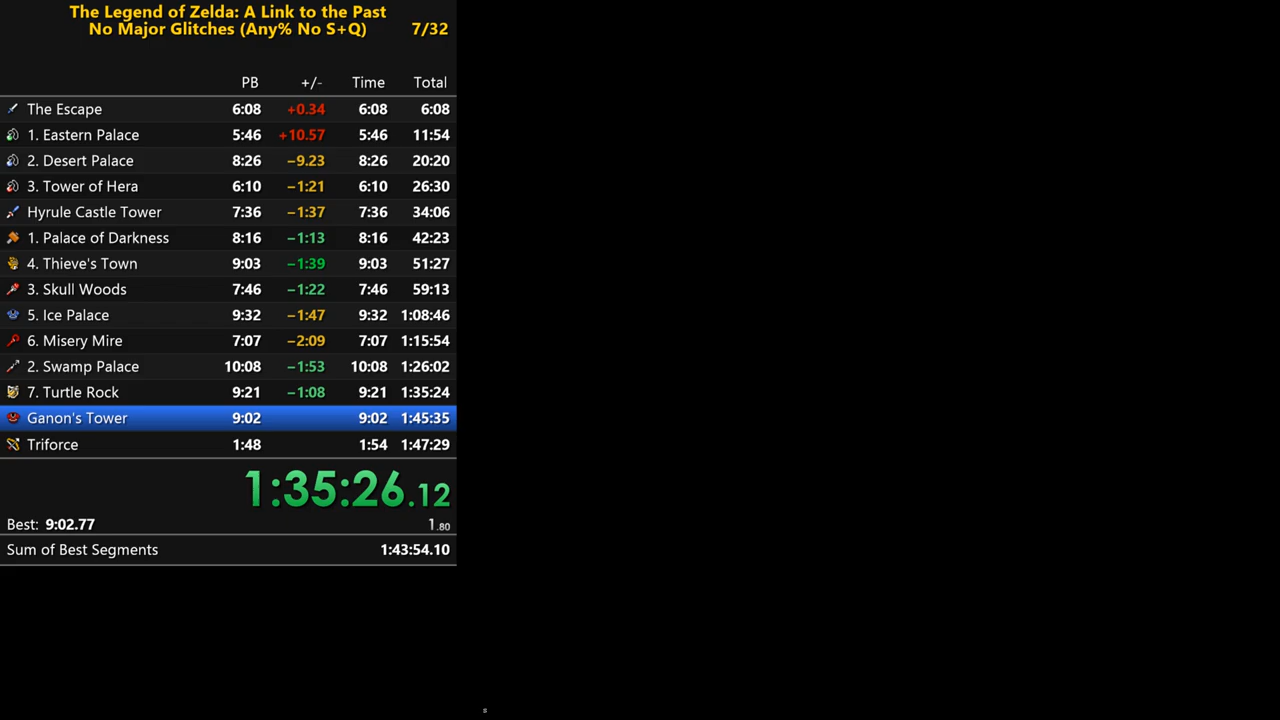 The Legend of Zelda: A Link to the Past
No Major Glitches (Any% No S+Q) 7/32
PB +/- Time Total
The Escape 6:08 +0.34 6:08 6:08
1. Eastern Palace 5:46 +10.57 5:46 11:54
2. Desert Palace 8:26 −9.23 8:26 20:20
3. Tower of Hera 6:10 −1:21 6:10 26:30
Hyrule Castle Tower 7:36 −1:37 7:36 34:06
1. Palace of Darkness 8:16 −1:13 8:16 42:23
4. Thieve's Town 9:03 −1:39 9:03 51:27
3. Skull Woods 7:46 −1:22 7:46 59:13
5. Ice Palace 9:32 −1:47 9:32 1:08:46
6. Misery Mire 7:07 −2:09 7:07 1:15:54
2. Swamp Palace 10:08 −1:53 10:08 1:26:02
7. Turtle Rock 9:21 −1:08 9:21 1:35:24
Ganon's Tower 9:02 9:02 1:45:35
Triforce 1:48 1:54 1:47:29
1:35:26.12
Best: 9:02.77 1.80
Sum of Best Segments 1:43:54.10
s